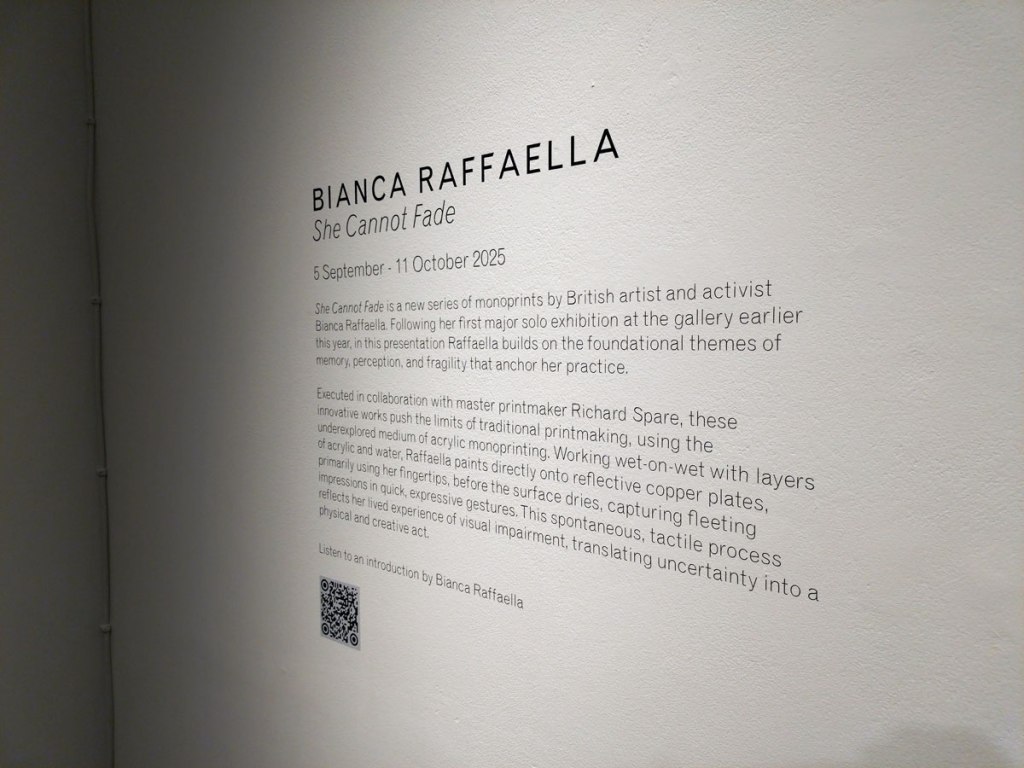 BIANCA RAFFAELLA
She Cannot Fade
5 September - 11 October 2025
She Cannot Fade is a new series of monoprints by British artist and activist
Bianca Raffaella. Following her first major solo exhibition at the gallery earlier
this year, in this presentation Raffaella builds on the foundational themes of
memory, perception, and fragility that anchor her practice.
Executed in collaboration with master printmaker Richard Spare, these
innovative works push the limits of traditional printmaking, using the
underexplored medium of acrylic monoprinting. Working wet-on-wet with layers
of acrylic and water, Raffaella paints directly onto reflective copper plates,
primarily using her fingertips, before the surface dries, capturing fleeting
impressions in quick, expressive gestures. This spontaneous, tactile process
reflects her lived experience of visual impairment, translating uncertainty into a
physical and creative act.
Listen to an introduction by Bianca Raffaella